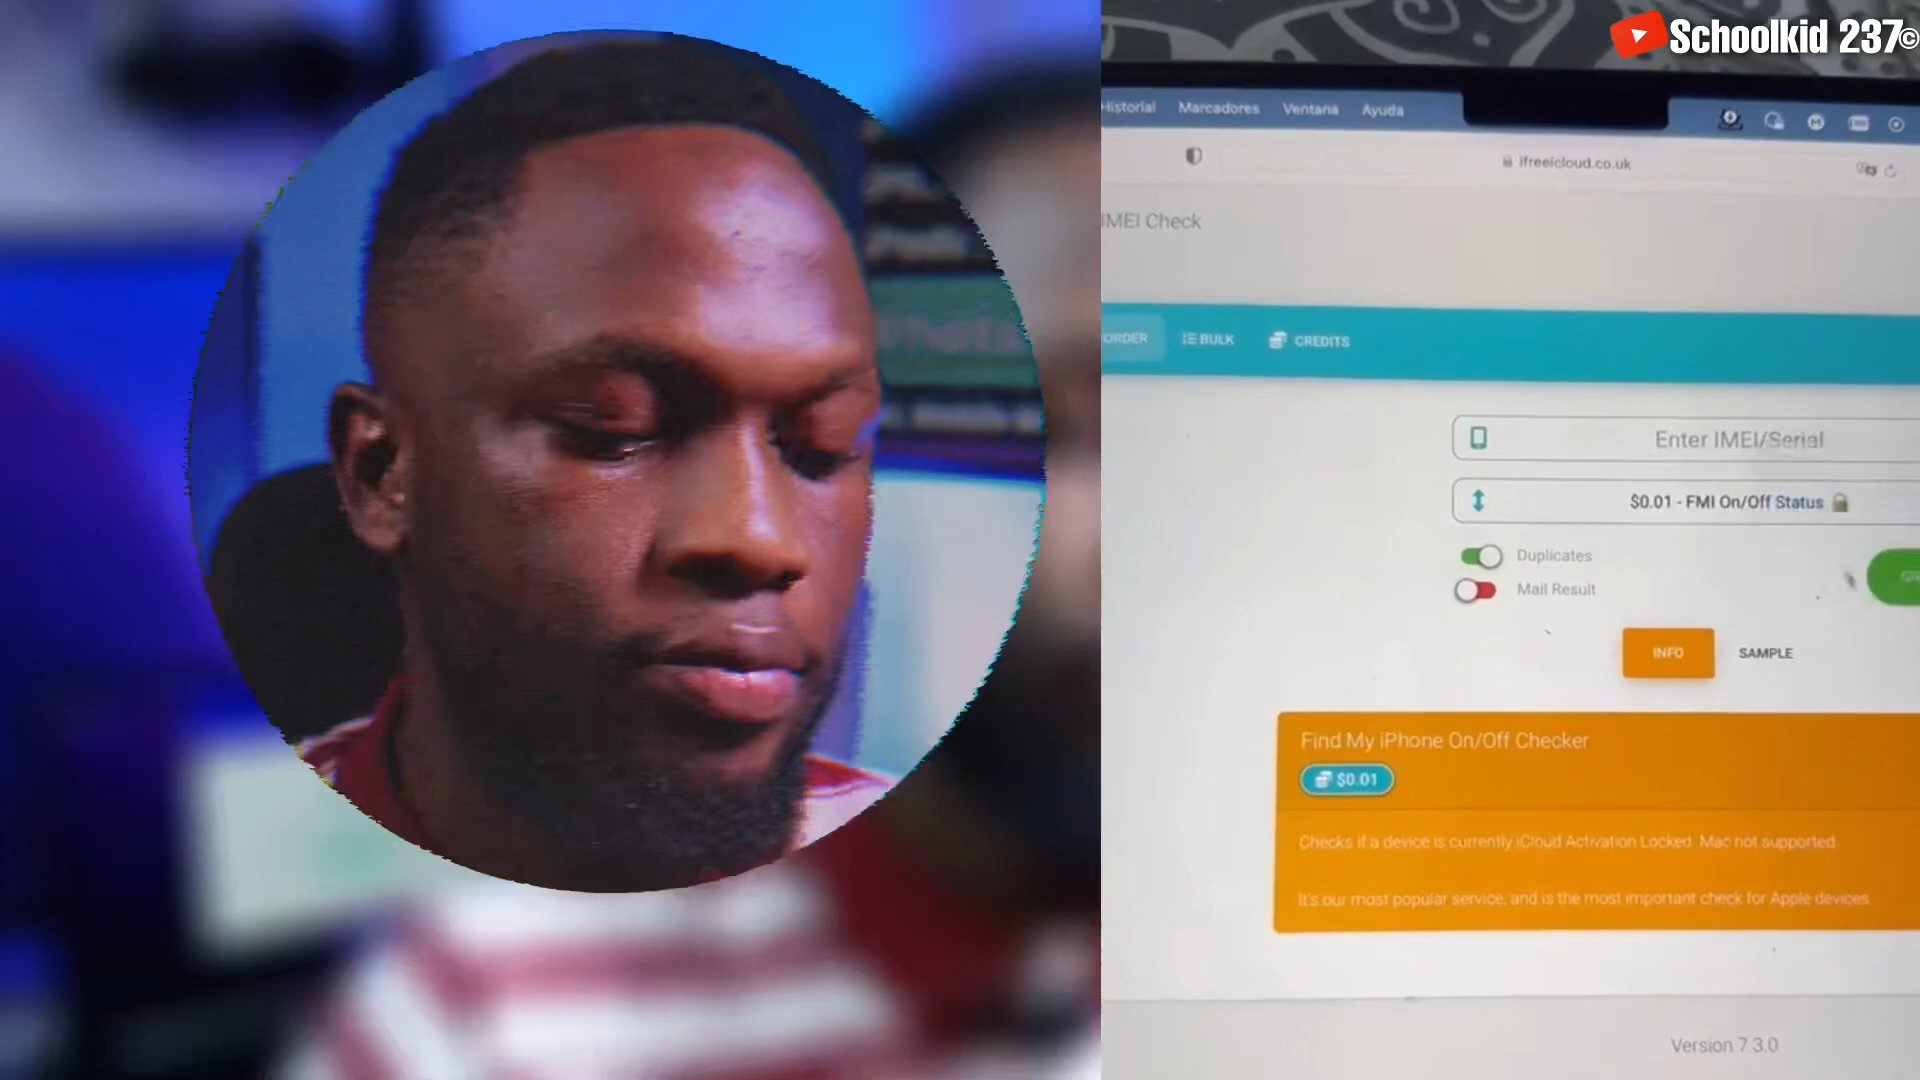 Schoolkid 237©
Historial Marcadores Ventana Ayuda
ifreeicloud.co.uk
IMEI Check
ORDER BULK CREDITS
Enter IMEI/Serial
$0.01 - FMI On/Off Status
Duplicates
Mail Result
INFO SAMPLE
Find My iPhone On/Off Checker
$0.01
Checks if a device is currently iCloud Activation Locked. Mac not supported.
It's our most popular service, and is the most important check for Apple devices.
Version 7.3.0